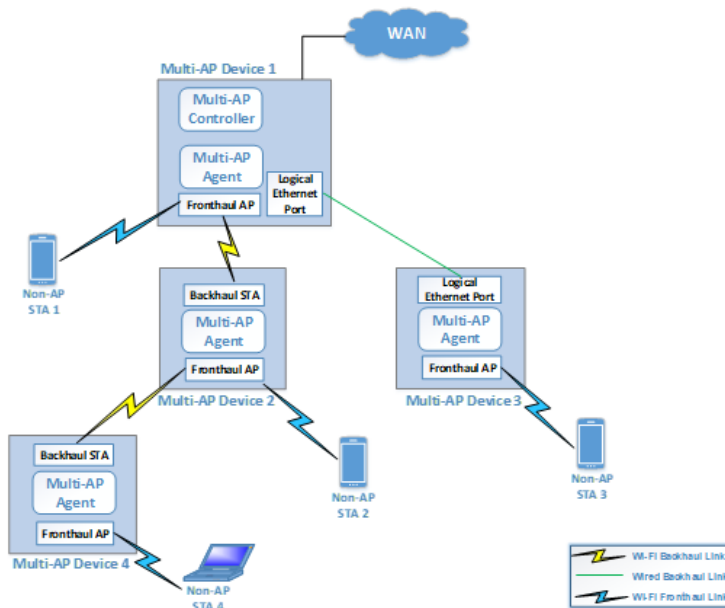 WAN
Multi-AP Device 1
Multi-AP
Controller
Multi-AP
Agent
Logical
Ethernet
Port
Fronthaul AP
Non-AP
STA 1
Backhaul STA
Multi-AP
Agent
Fronthaul AP
Multi-AP Device 2
Logical
Ethernet Port
Multi-AP
Agent
Fronthaul AP
Multi-AP Device 3
Backhaul STA
Multi-AP
Agent
Fronthaul AP
Multi-AP Device 4
Non-AP
STA 2
Non-AP
STA 3
Non-AP
STA 4
Wi-Fi Backhaul Link
Wired Backhaul Link
Wi-Fi Fronthaul Link